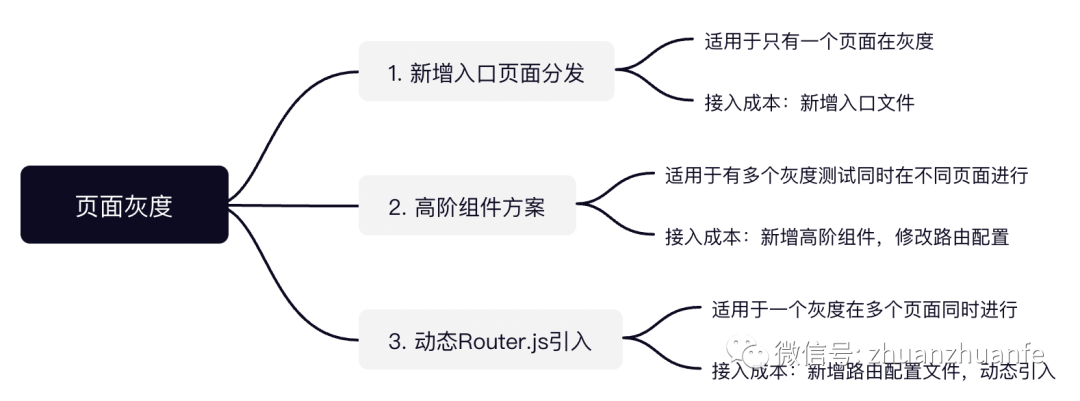 页面灰度
1. 新增入口页面分发
适用于只有一个页面在灰度
接入成本：新增入口文件
2. 高阶组件方案
适用于有多个灰度测试同时在不同页面进行
接入成本：新增高阶组件，修改路由配置
3. 动态Router.js引入
适用于一个灰度在多个页面同时进行
微信号: zhuanzhuanfe
接入成本：新增路由配置文件，动态引入